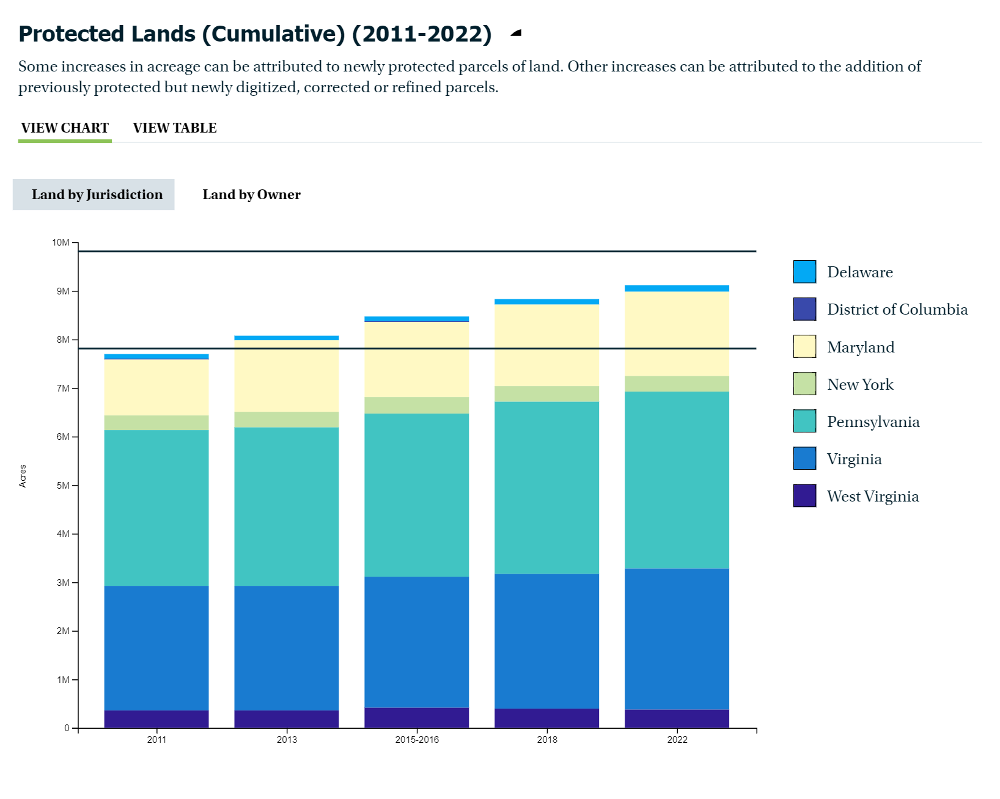 Protected Lands (Cumulative) (2011-2022)
Some increases in acreage can be attributed to newly protected parcels of land. Other increases can be attributed to the addition of
previously protected but newly digitized, corrected or refined parcels.
VIEW CHART VIEW TABLE
Land by Jurisdiction Land by Owner
10M
9M
8M
7M
6M
5M
4M
3M
2M
1M
0
Acres
2011 2013 2015-2016 2018 2022
Delaware
District of Columbia
Maryland
New York
Pennsylvania
Virginia
West Virginia